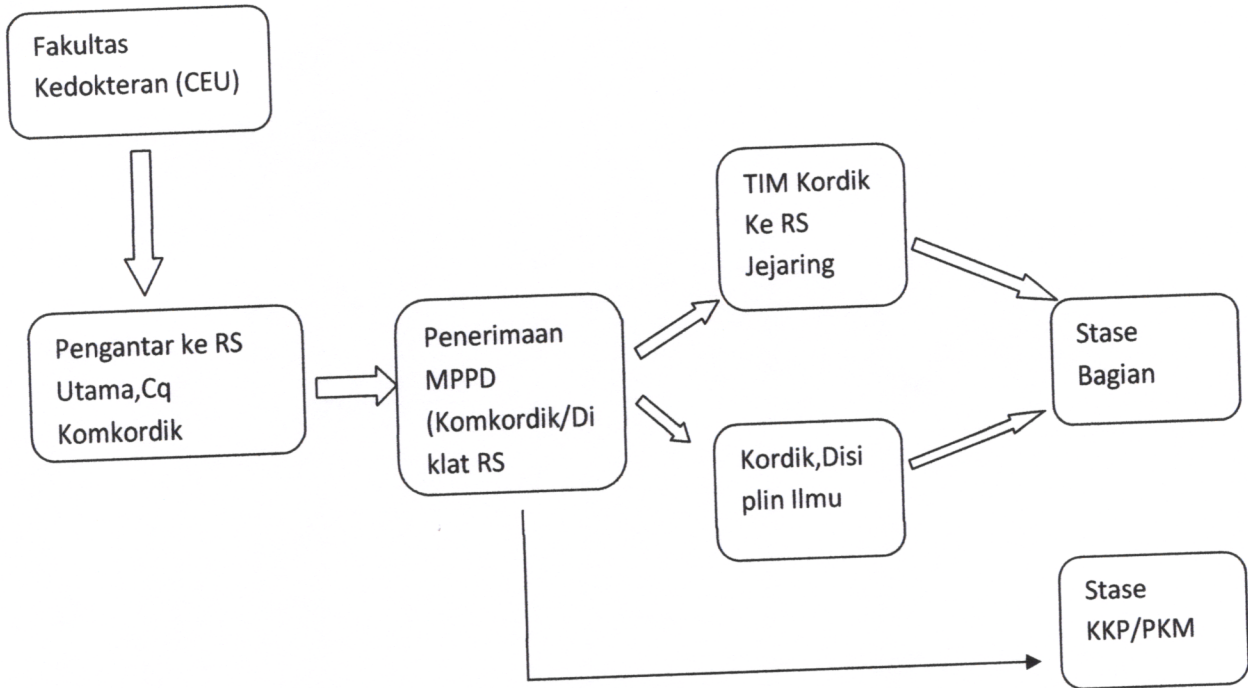 Fakultas
Kedokteran (CEU)
Pengantar ke RS
Utama,Cq
Komkordik
Penerimaan
MPPD
(Komkordik/Di
klat RS
TIM Kordik
Ke RS
Jejaring
Kordik,Disi
plin Ilmu
Stase
Bagian
Stase
KKP/PKM